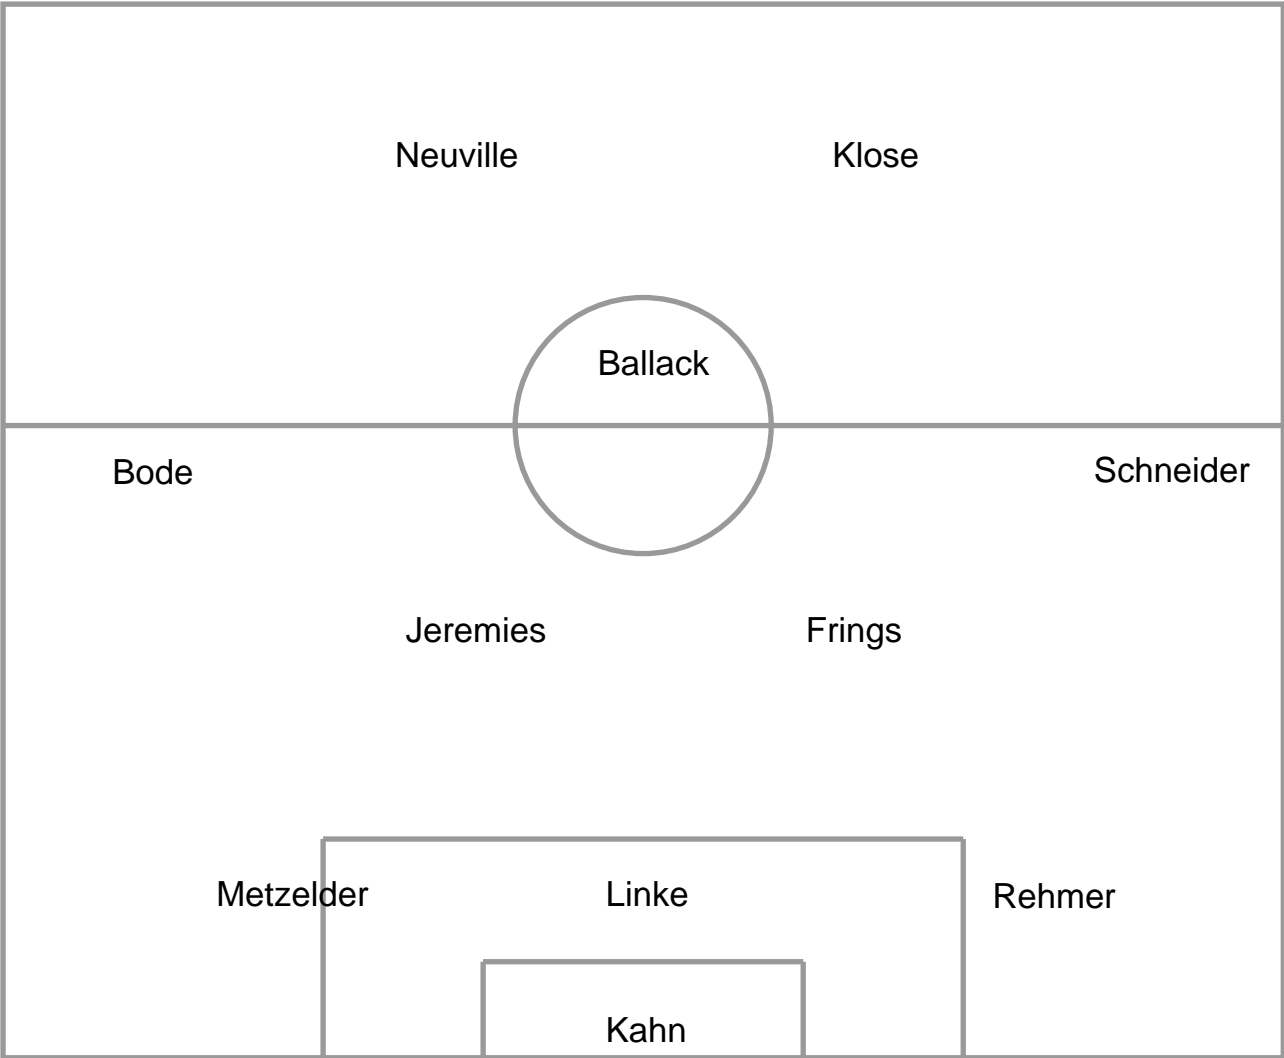 Neuville Klose
Ballack
Bode Schneider
Jeremies Frings
Metzelder Linke Rehmer
Kahn